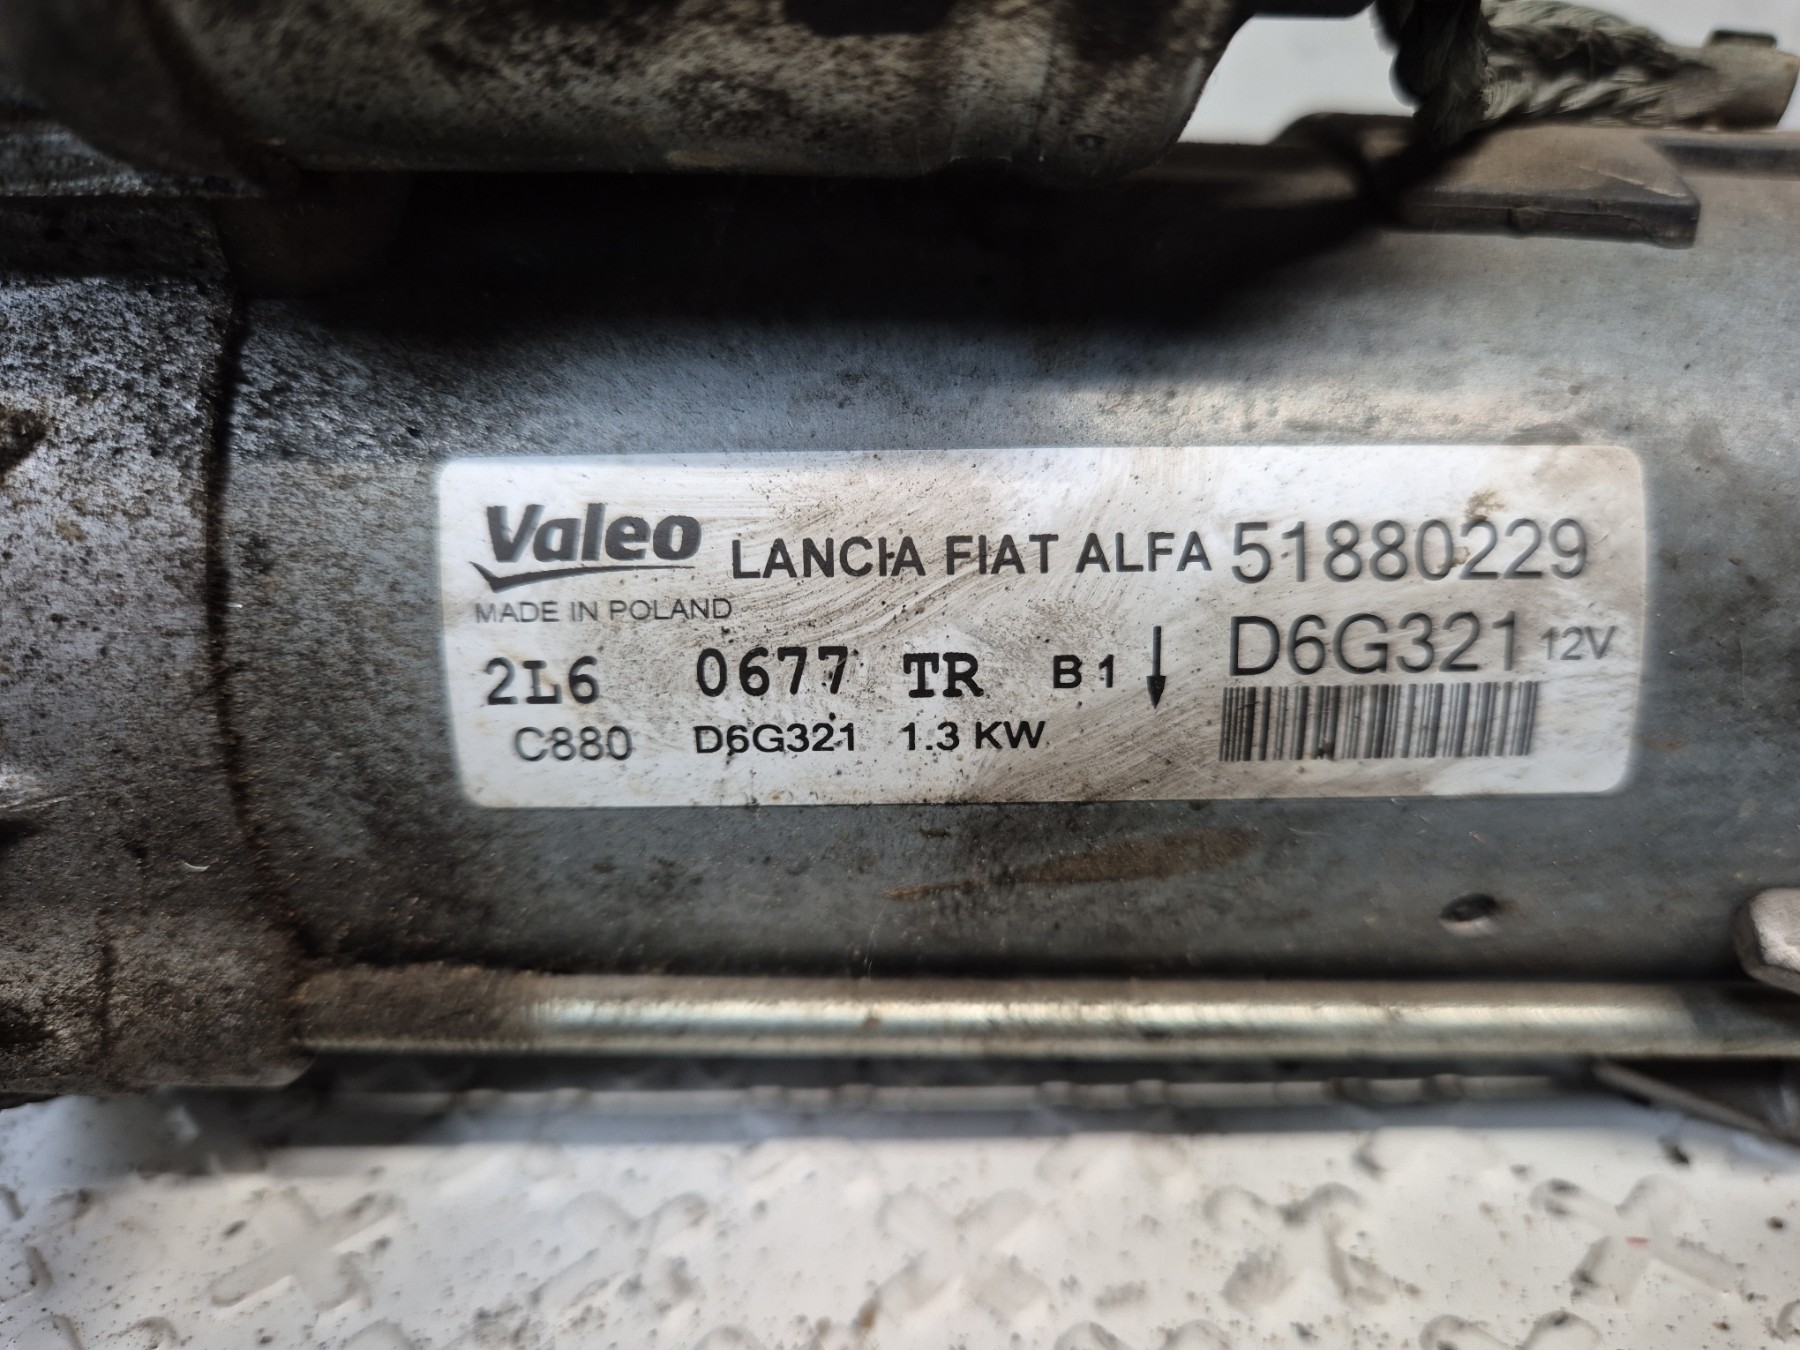 Valeo LANCIA FIAT ALFA 51880229
MADE IN POLAND
D6G321 12V
2L6 0677 TR B1
C880 D6G321 1.3 KW